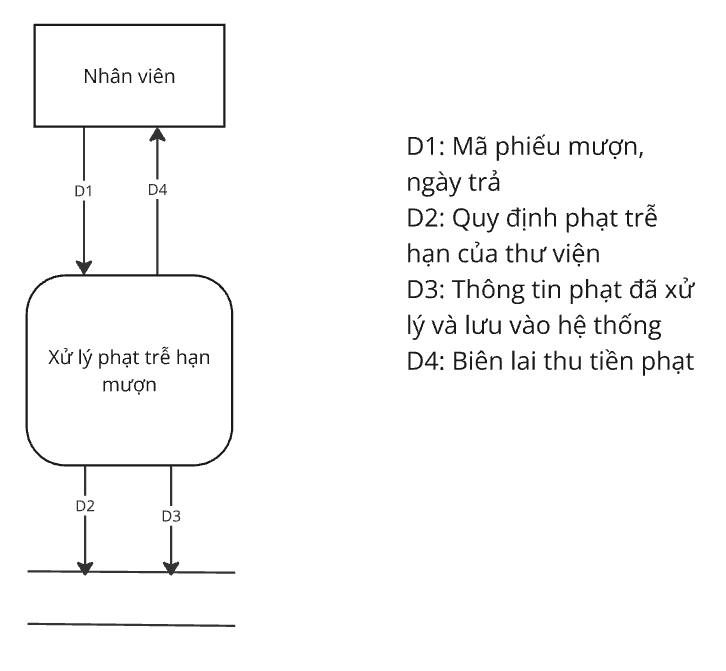 Nhân viên
D1
D4
Xử lý phạt trễ hạn
mượn
D2
D3
D1: Mã phiếu mượn,
ngày trả
D2: Quy định phạt trễ
hạn của thư viện
D3: Thông tin phạt đã xử
lý và lưu vào hệ thống
D4: Biên lai thu tiền phạt